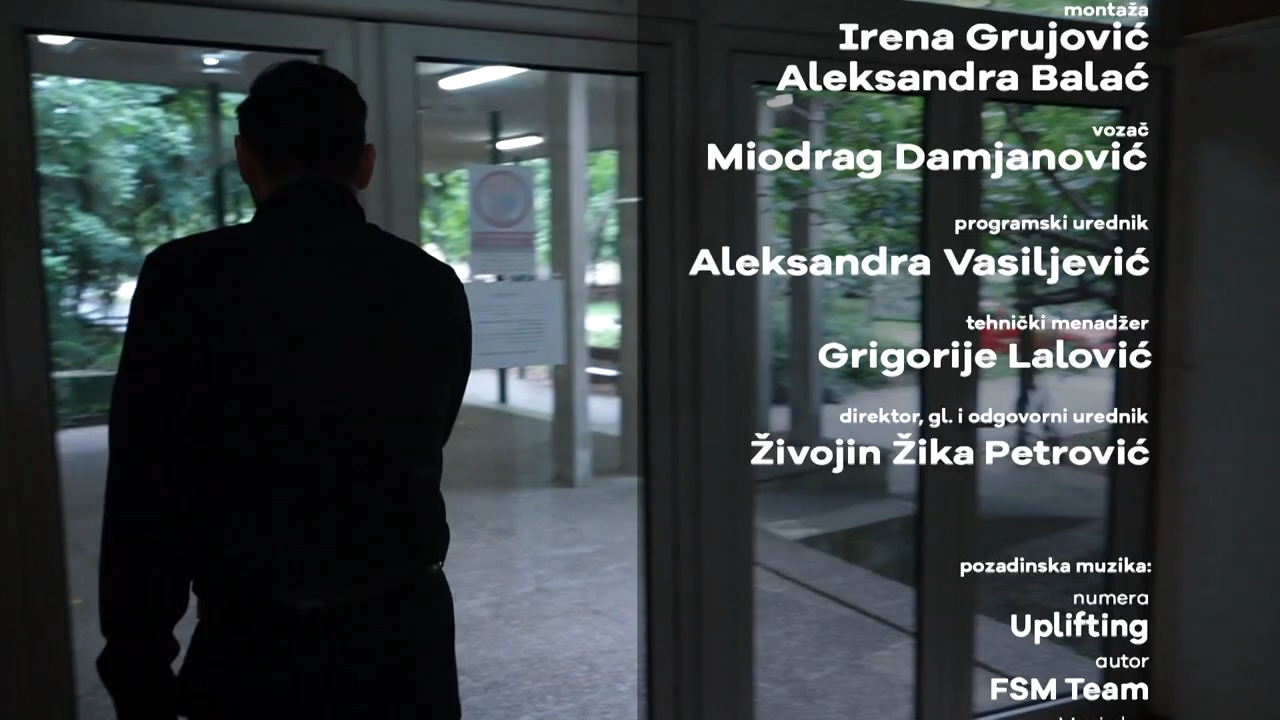 montaža
Irena Grujović
Aleksandra Balać
vozač
Miodrag Damjanović
programski urednik
Aleksandra Vasiljević
tehnički menadžer
Grigorije Lalović
direktor, gl. i odgovorni urednik
Živojin Žika Petrović
pozadinska muzika:
numera
Uplifting
autor
FSM Team